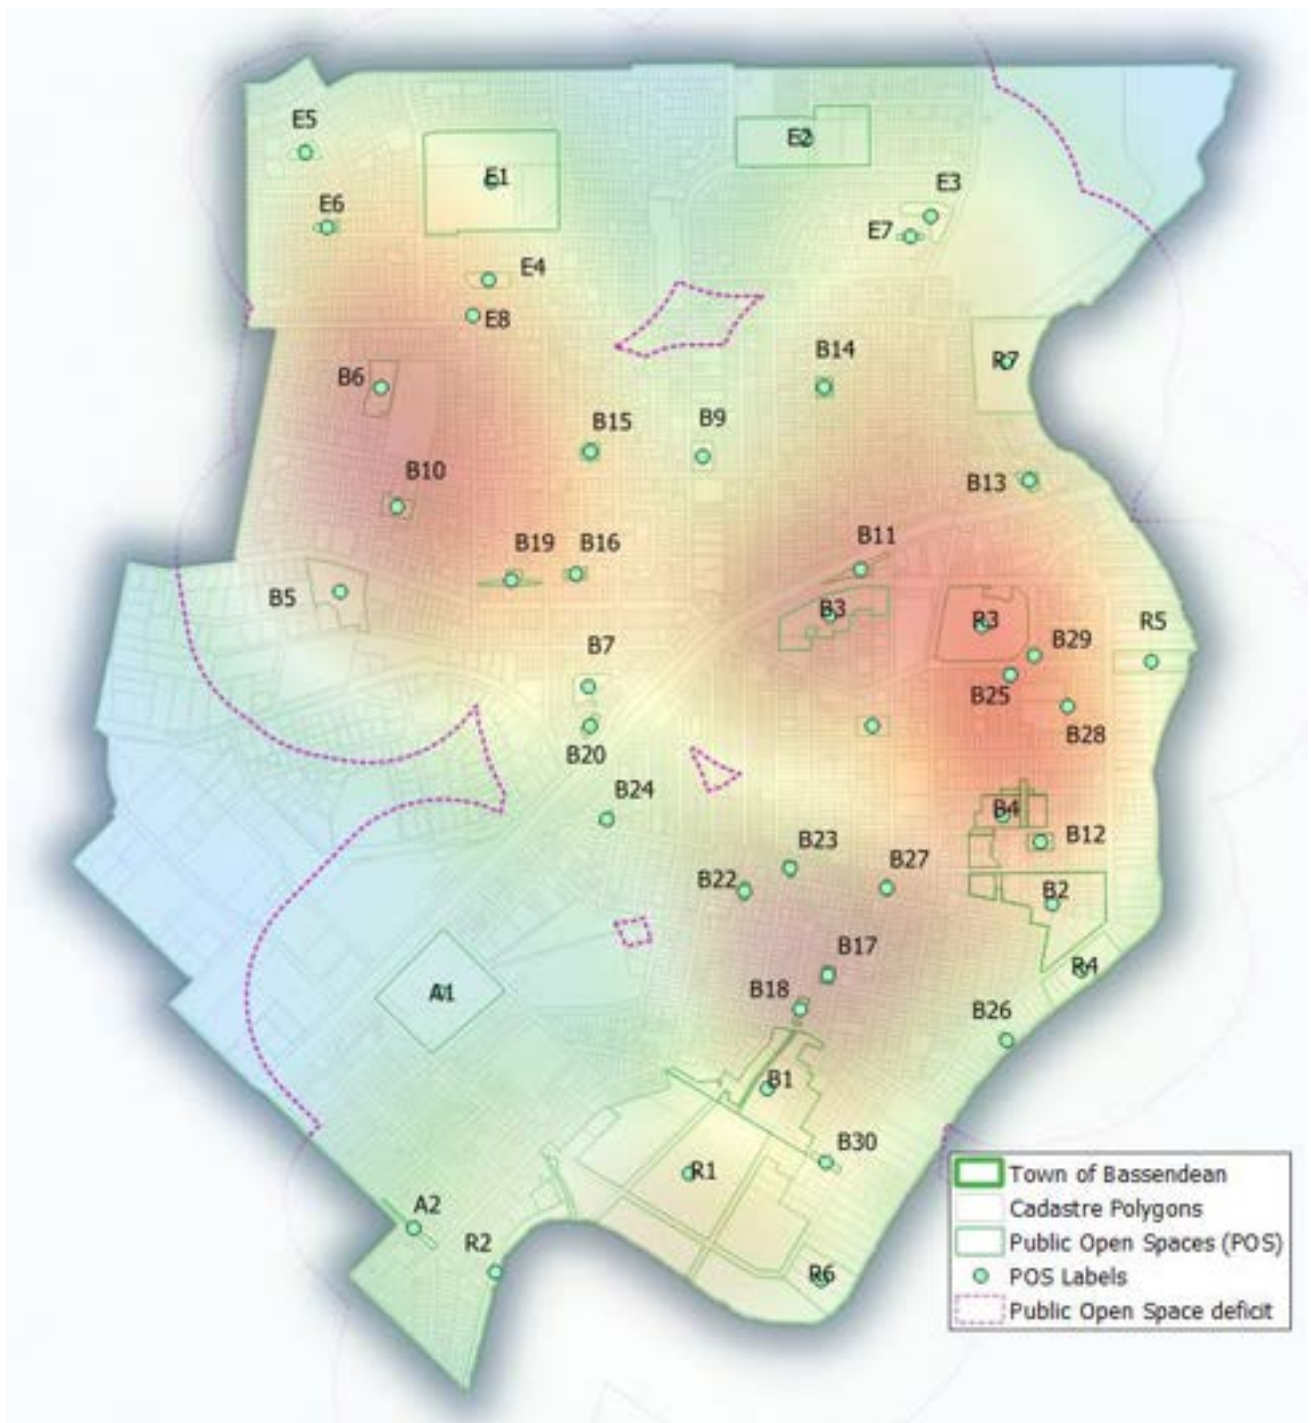 E5
E2
E1
E3
E6
E7
E4
E8
B14
R7
B6
B15
B9
B10
B13
B19
B16
B11
B5
B3
R3
R5
B29
B7
B25
B28
B20
B24
B4
B12
B23
B27
B22
B2
B17
R4
A1
B18
B26
B1
B30
R1
A2
R2
R6
Town of Bassendean
Cadastre Polygons
Public Open Spaces (POS)
POS Labels
Public Open Space deficit